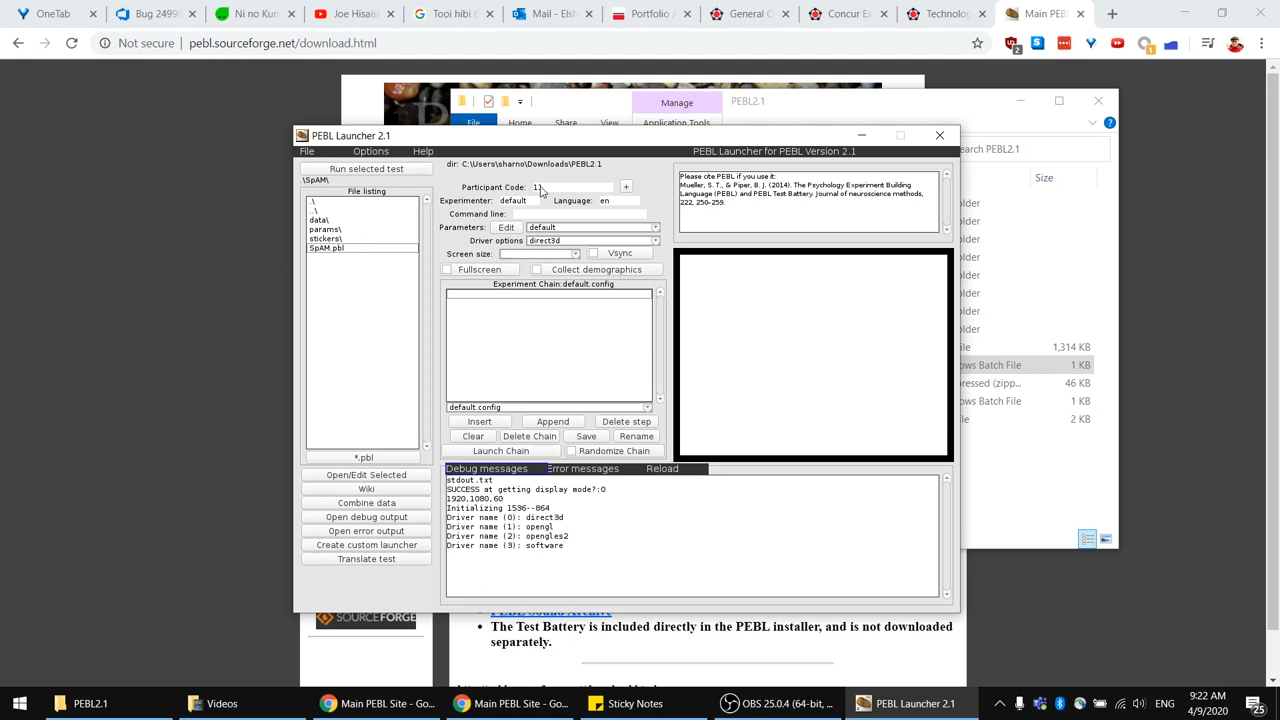 Bug 2499
Ni no Ku
Joe Hisaish
Tooi hibi E
Mail - Elsh
Portfolio A
General Cl
Concur Ex
Technolog
Main PE
Not secure
pebl.sourceforge.net/download.html
2
1
Manage
PEBL2.1
File
Home
Share
View
Application Tools
earch PEBL2.1
Size
older
older
older
older
older
older
older
older
le
1,314 KB
ows Batch File
1 KB
pressed (zipp...
46 KB
ows Batch File
1 KB
ile
2 KB
PEBL Launcher 2.1
File
Options
Help
PEBL Launcher for PEBL Version 2.1
Run selected test
.\SpAM\
File listing
.\
..\
data\
params\
stickers\
SpAM.pbl
*.pbl
Open/Edit Selected
Wiki
Combine data
Open debug output
Open error output
Create custom launcher
Translate test
dir: C:\Users\sharno\Downloads\PEBL2.1
Participant Code: 11
+
Experimenter: default
Language: en
Command line:
Parameters: Edit default
Driver options direct3d
Screen size:
Vsync
Fullscreen
Collect demographics
Experiment Chain:default.config
default.config
Insert
Append
Delete step
Clear
Delete Chain
Save
Rename
Launch Chain
Randomize Chain
Please cite PEBL if you use it:
Mueller, S. T., & Piper, B. J. (2014). The Psychology Experiment Building
Language (PEBL) and PEBL Test Battery. Journal of neuroscience methods,
222, 250-259.
Debug messages
Error messages
Reload
stdout.txt
SUCCESS at getting display mode?:0
1920,1080,60
Initializing 1536--864
Driver name (0): direct3d
Driver name (1): opengl
Driver name (2): opengles2
Driver name (3): software
SOURCEFORGE
PEBL Sound Archive
The Test Battery is included directly in the PEBL installer, and is not downloaded
separately.
PEBL2.1
Videos
Main PEBL Site - Go...
Main PEBL Site - Go...
Sticky Notes
OBS 25.0.4 (64-bit, ...
PEBL Launcher 2.1
ENG
9:22 AM
4/9/2020
25